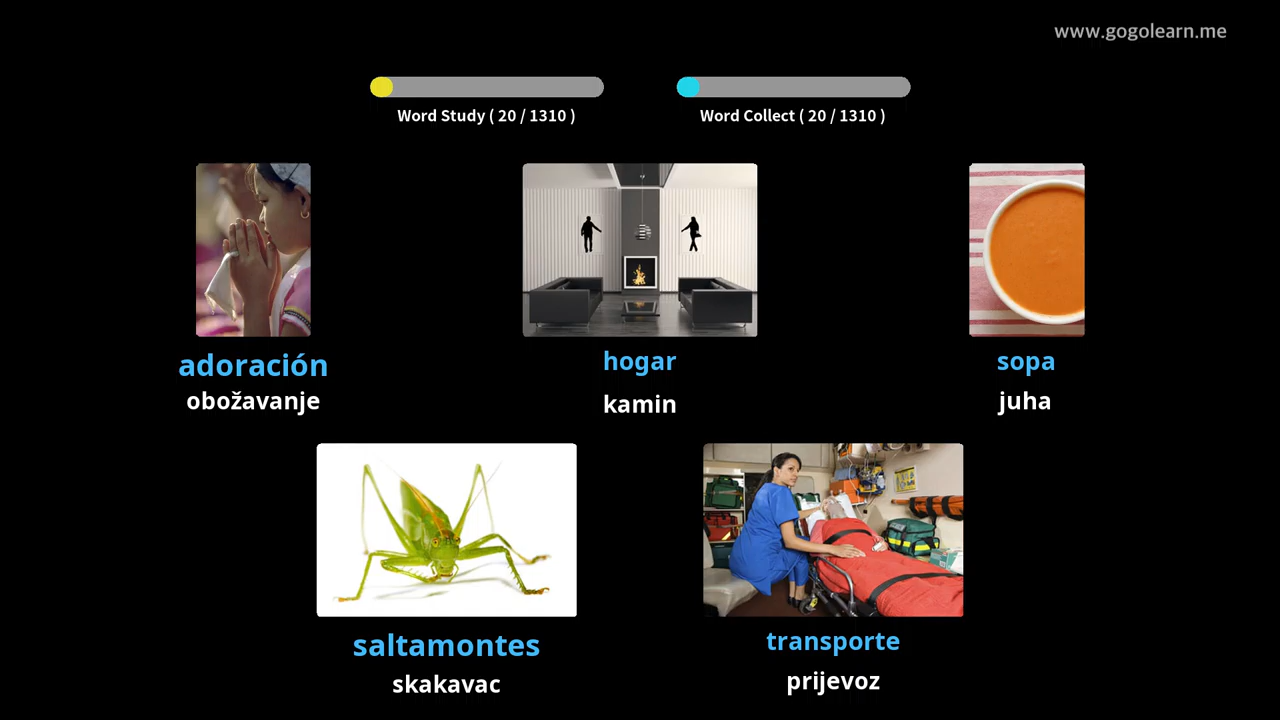 www.gogolearn.me
Word Study ( 20 / 1310 )
Word Collect ( 20 / 1310 )
adoración
obožavanje
hogar
kamin
sopa
juha
saltamontes
skakavac
transporte
prijevoz